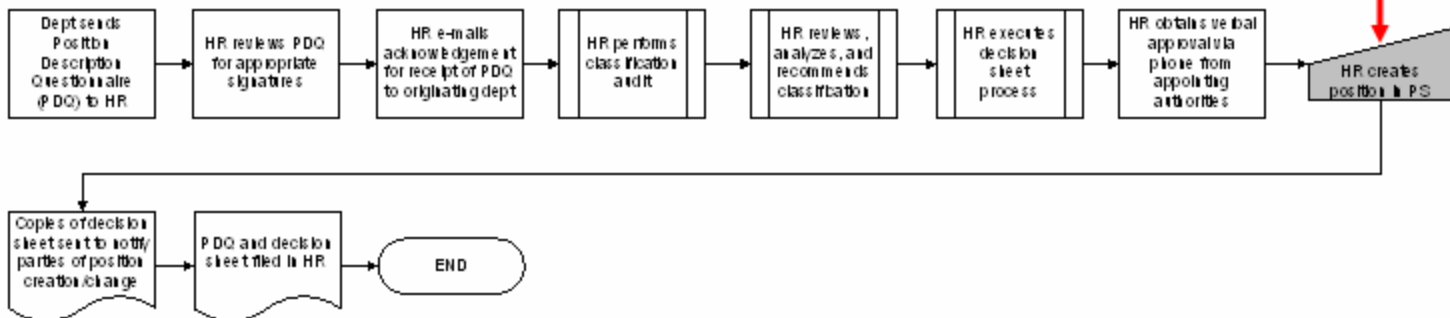 Dept sends
Position
Description
Questionnaire
(PDQ) to HR
HR reviews PDQ
for appropriate
signatures
HR e-mails
acknowledgement
for receipt of PDQ
to originating dept
HR performs
classification
audit
HR reviews,
analyzes, and
recommends
classification
HR executes
decision
sheet
process
HR obtains verbal
approval via
phone from
appointing
authorities
HR creates
position in PS
Copies of decision
sheet sent to notify
parties of position
creation/change
PDQ and decision
sheet filed in HR
END